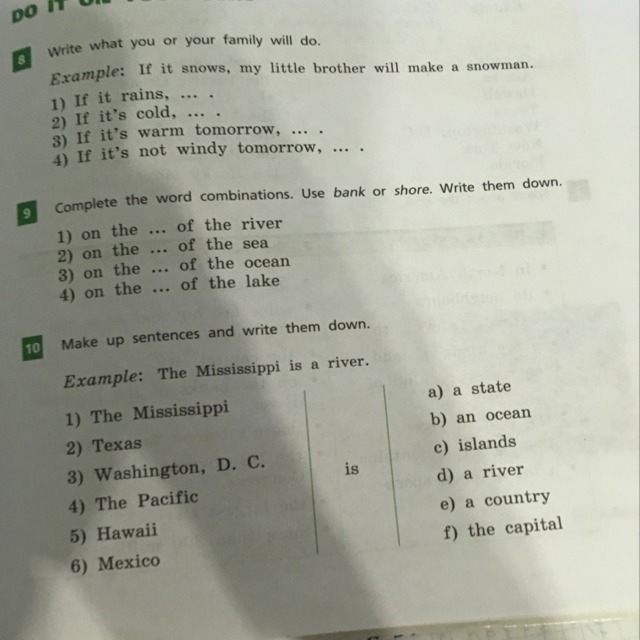 DO IT ON
8 Write what you or your family will do.
Example: If it snows, my little brother will make a snowman.
1) If it rains, ... .
2) If it's cold, ... .
3) If it's warm tomorrow, ... .
4) If it's not windy tomorrow, ... .
9 Complete the word combinations. Use bank or shore. Write them down.
1) on the ... of the river
2) on the ... of the sea
3) on the ... of the ocean
4) on the ... of the lake
10 Make up sentences and write them down.
Example: The Mississippi is a river.
1) The Mississippi
2) Texas
3) Washington, D. C.
4) The Pacific
5) Hawaii
6) Mexico
is
a) a state
b) an ocean
c) islands
d) a river
e) a country
f) the capital